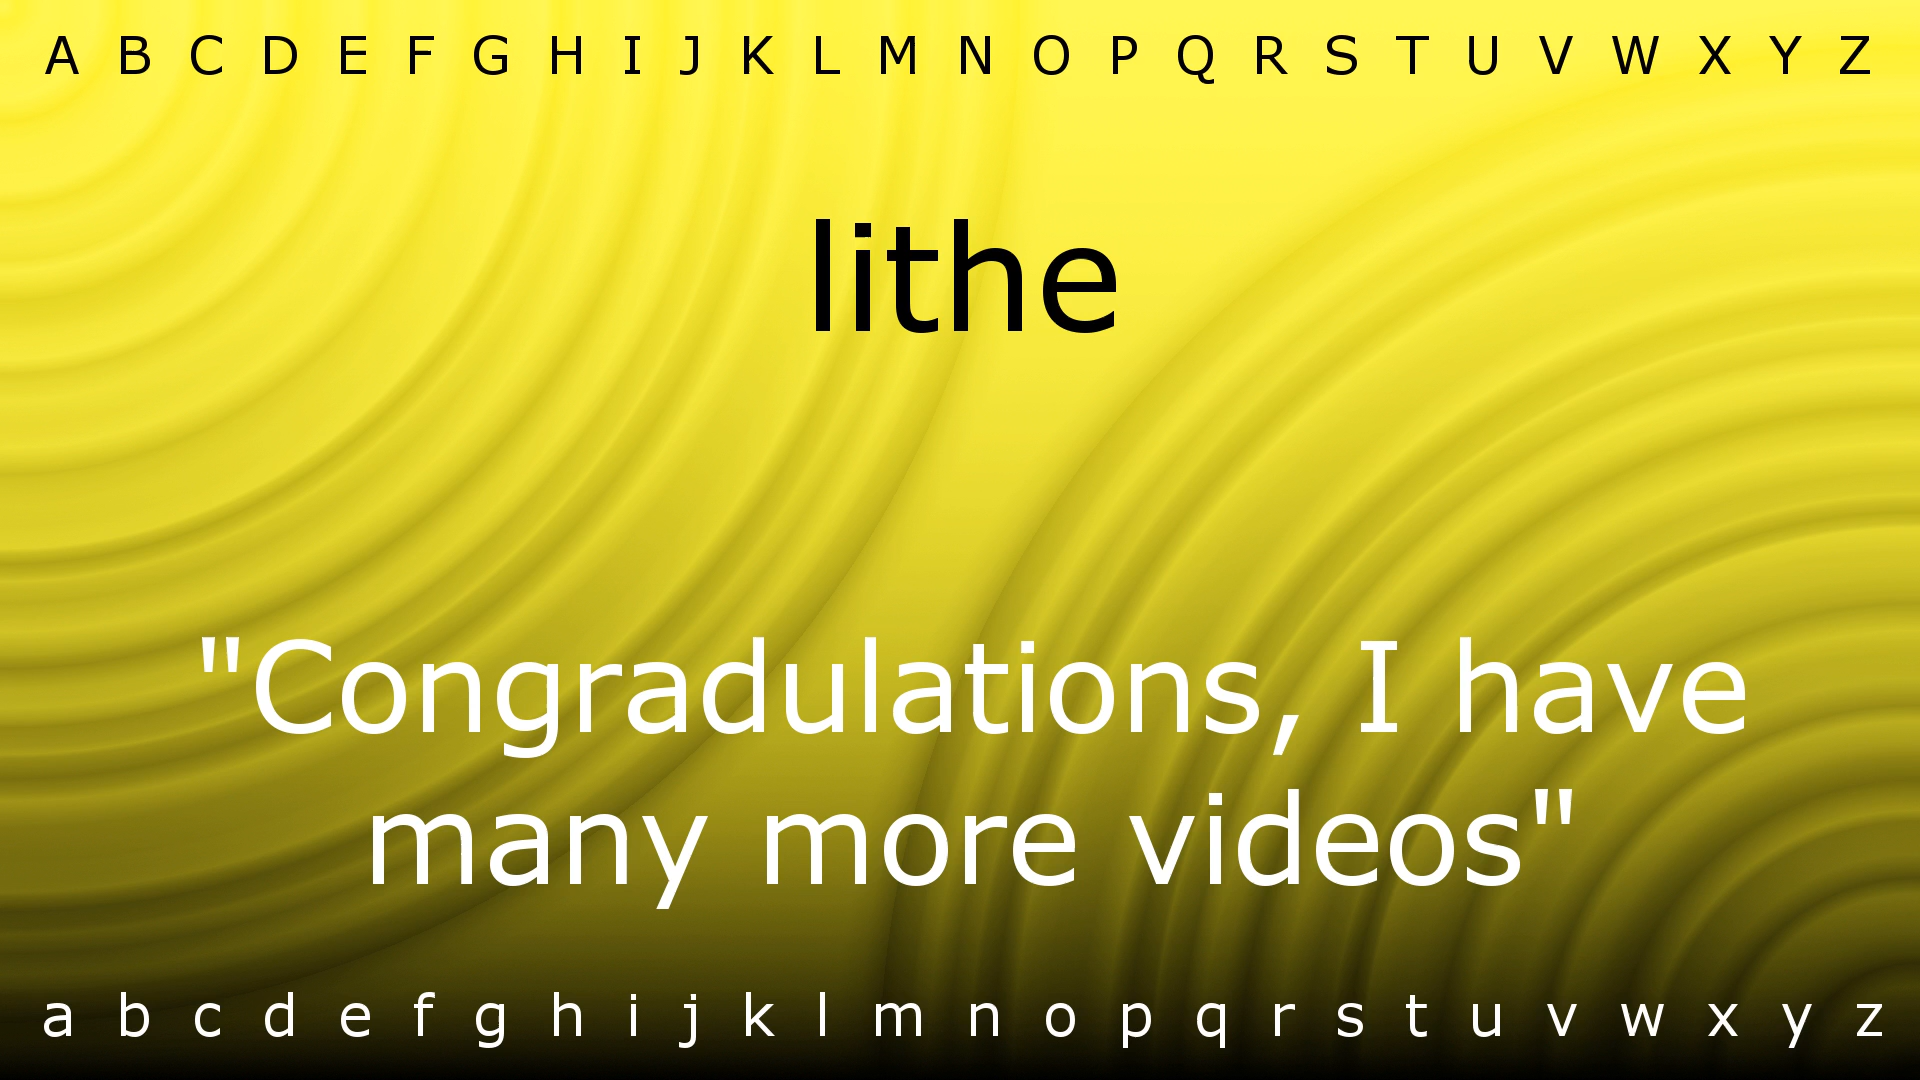 A B C D E F G H I J K L M N O P Q R S T U V W X Y Z
lithe
"Congradulations, I have
many more videos"
a b c d e f g h i j k l m n o p q r s t u v w x y z